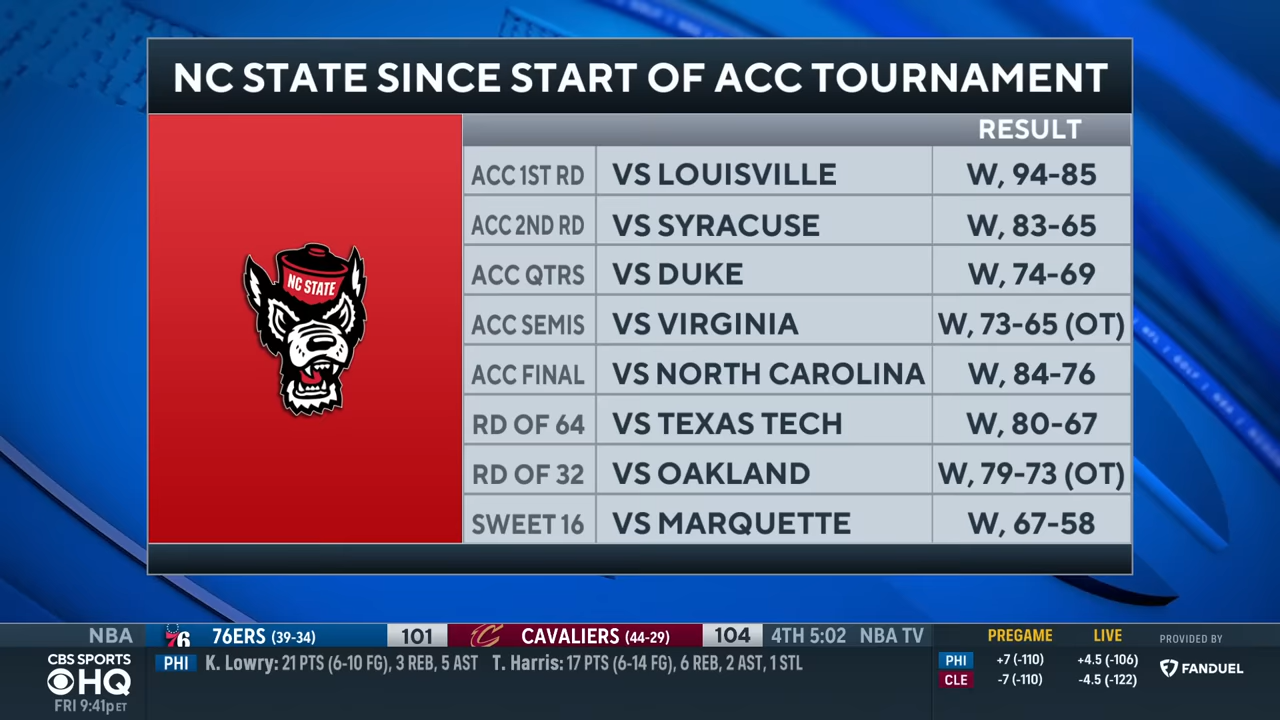 NC STATE SINCE START OF ACC TOURNAMENT
RESULT
ACC 1ST RD VS LOUISVILLE W, 94-85
ACC 2ND RD VS SYRACUSE W, 83-65
ACC QTRS VS DUKE W, 74-69
ACC SEMIS VS VIRGINIA W, 73-65 (OT)
ACC FINAL VS NORTH CAROLINA W, 84-76
RD OF 64 VS TEXAS TECH W, 80-67
RD OF 32 VS OAKLAND W, 79-73 (OT)
SWEET 16 VS MARQUETTE W, 67-58
NC STATE
NBA 76 76ERS (39-34) 101 C CAVALIERS (44-29) 104 4TH 5:02 NBA TV
PHI K. Lowry: 21 PTS (6-10 FG), 3 REB, 5 AST T. Harris: 17 PTS (6-14 FG), 6 REB, 2 AST, 1 STL
CBS SPORTS
HQ
FRI 9:41P ET
PREGAME LIVE
PHI +7 (-110) +4.5 (-106)
CLE -7 (-110) -4.5 (-122)
PROVIDED BY
FANDUEL